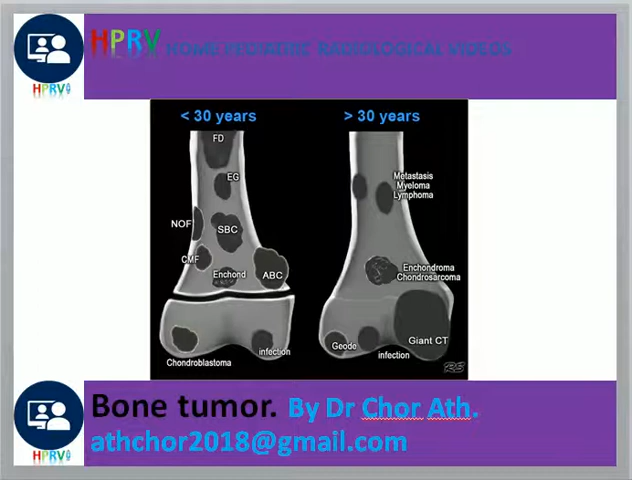 HPRV HOME PEDIATRIC RADIOLOGICAL VIDEOS
HPRV
< 30 years
> 30 years
FD
EG
NOF
SBC
CMF
Enchond
ABC
Chondroblastoma
infection
Metastasis
Myeloma
Lymphoma
Enchondroma
Chondrosarcoma
Giant CT
Geode
infection
RS
Bone tumor. By Dr Chor Ath.
athchor2018@gmail.com
HPRV